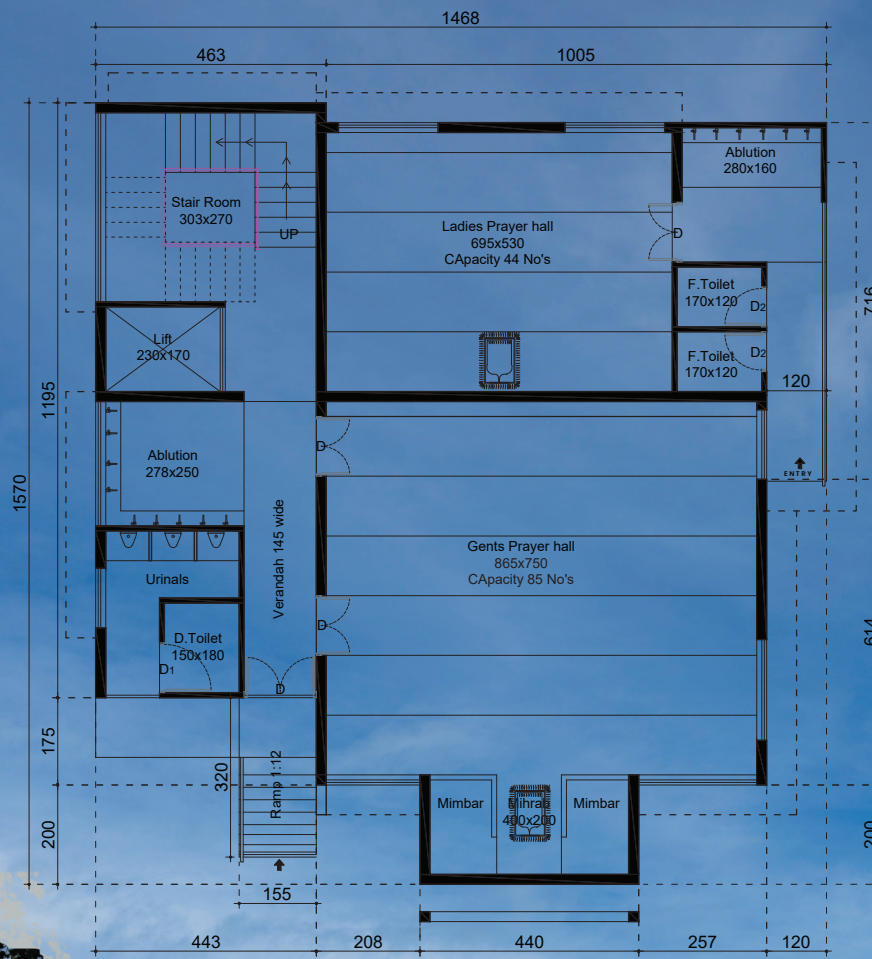 1468
463
1005
Ablution
280x160
Stair Room
303x270
UP
Ladies Prayer hall
695x530
CApacity 44 No's
D
F.Toilet
170x120
D2
716
Lift
230x170
F.Toilet
170x120
D2
120
1195
D
Ablution
278x250
ENTRY
1570
Verandah 145 wide
Gents Prayer hall
865x750
CApacity 85 No's
Urinals
D.Toilet
150x180
D1
D
D
614
175
320
Ramp 1:12
Mimbar
Mihrab
400x200
Mimbar
200
200
155
443
208
440
257
120